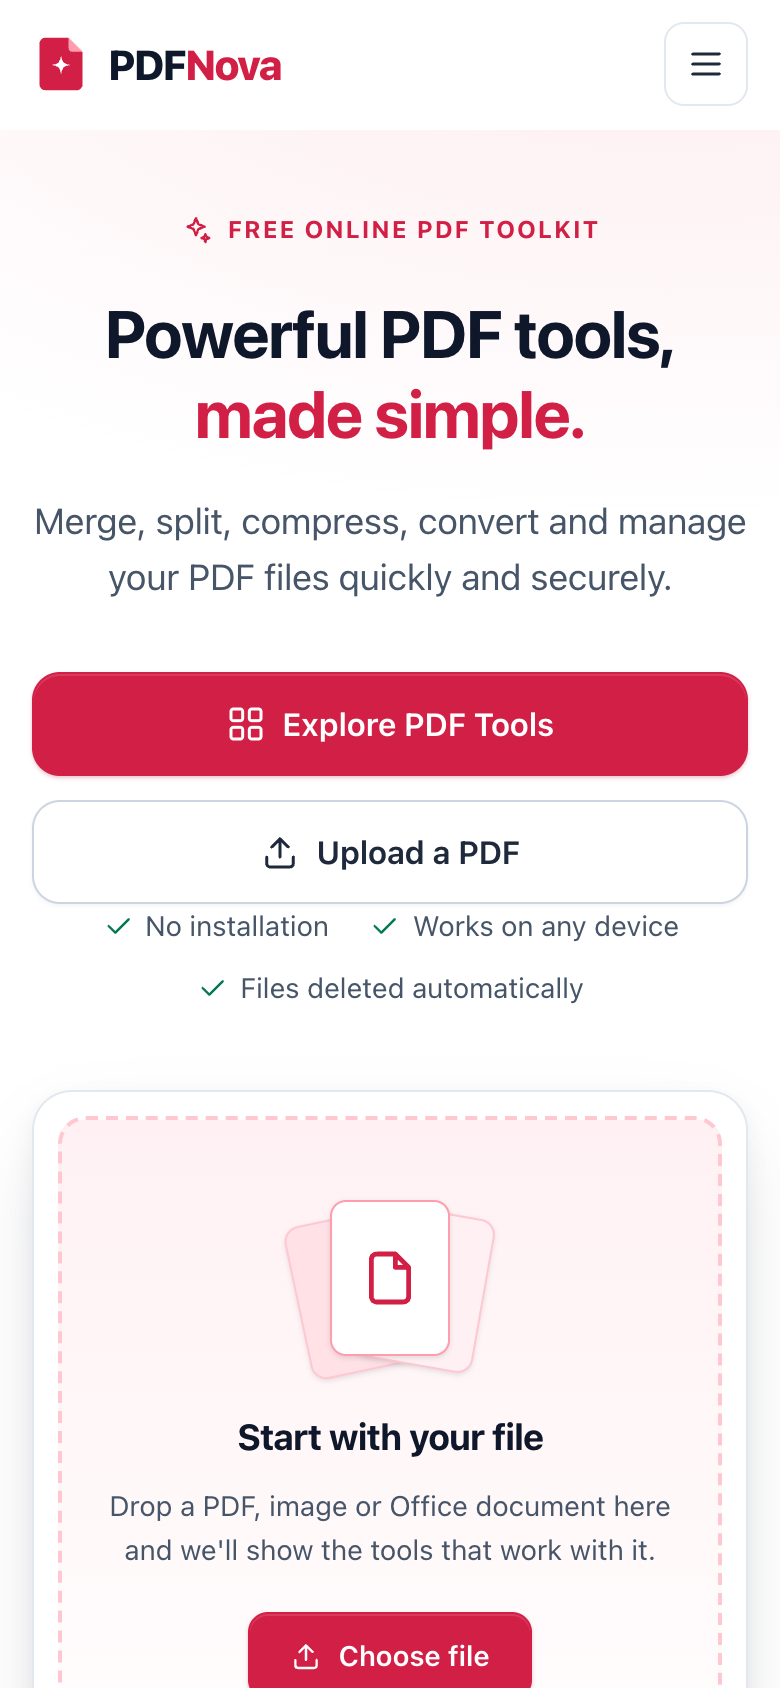 PDFNova
FREE ONLINE PDF TOOLKIT
Powerful PDF tools,
made simple.
Merge, split, compress, convert and manage
your PDF files quickly and securely.
Explore PDF Tools
Upload a PDF
No installation
Works on any device
Files deleted automatically
Start with your file
Drop a PDF, image or Office document here
and we'll show the tools that work with it.
Choose file